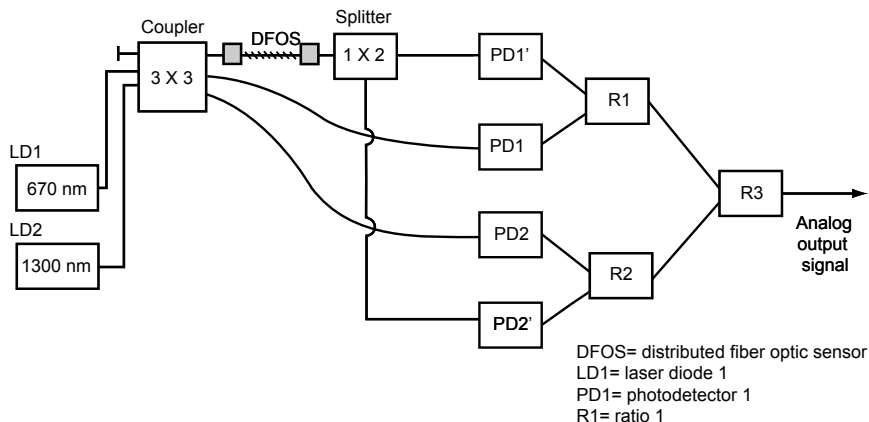 Coupler
DFOS
Splitter
3 X 3
1 X 2
PD1’
R1
PD1
LD1
670 nm
R3
LD2
PD2
Analog
output
signal
1300 nm
R2
PD2’
DFOS= distributed fiber optic sensor
LD1= laser diode 1
PD1= photodetector 1
R1= ratio 1